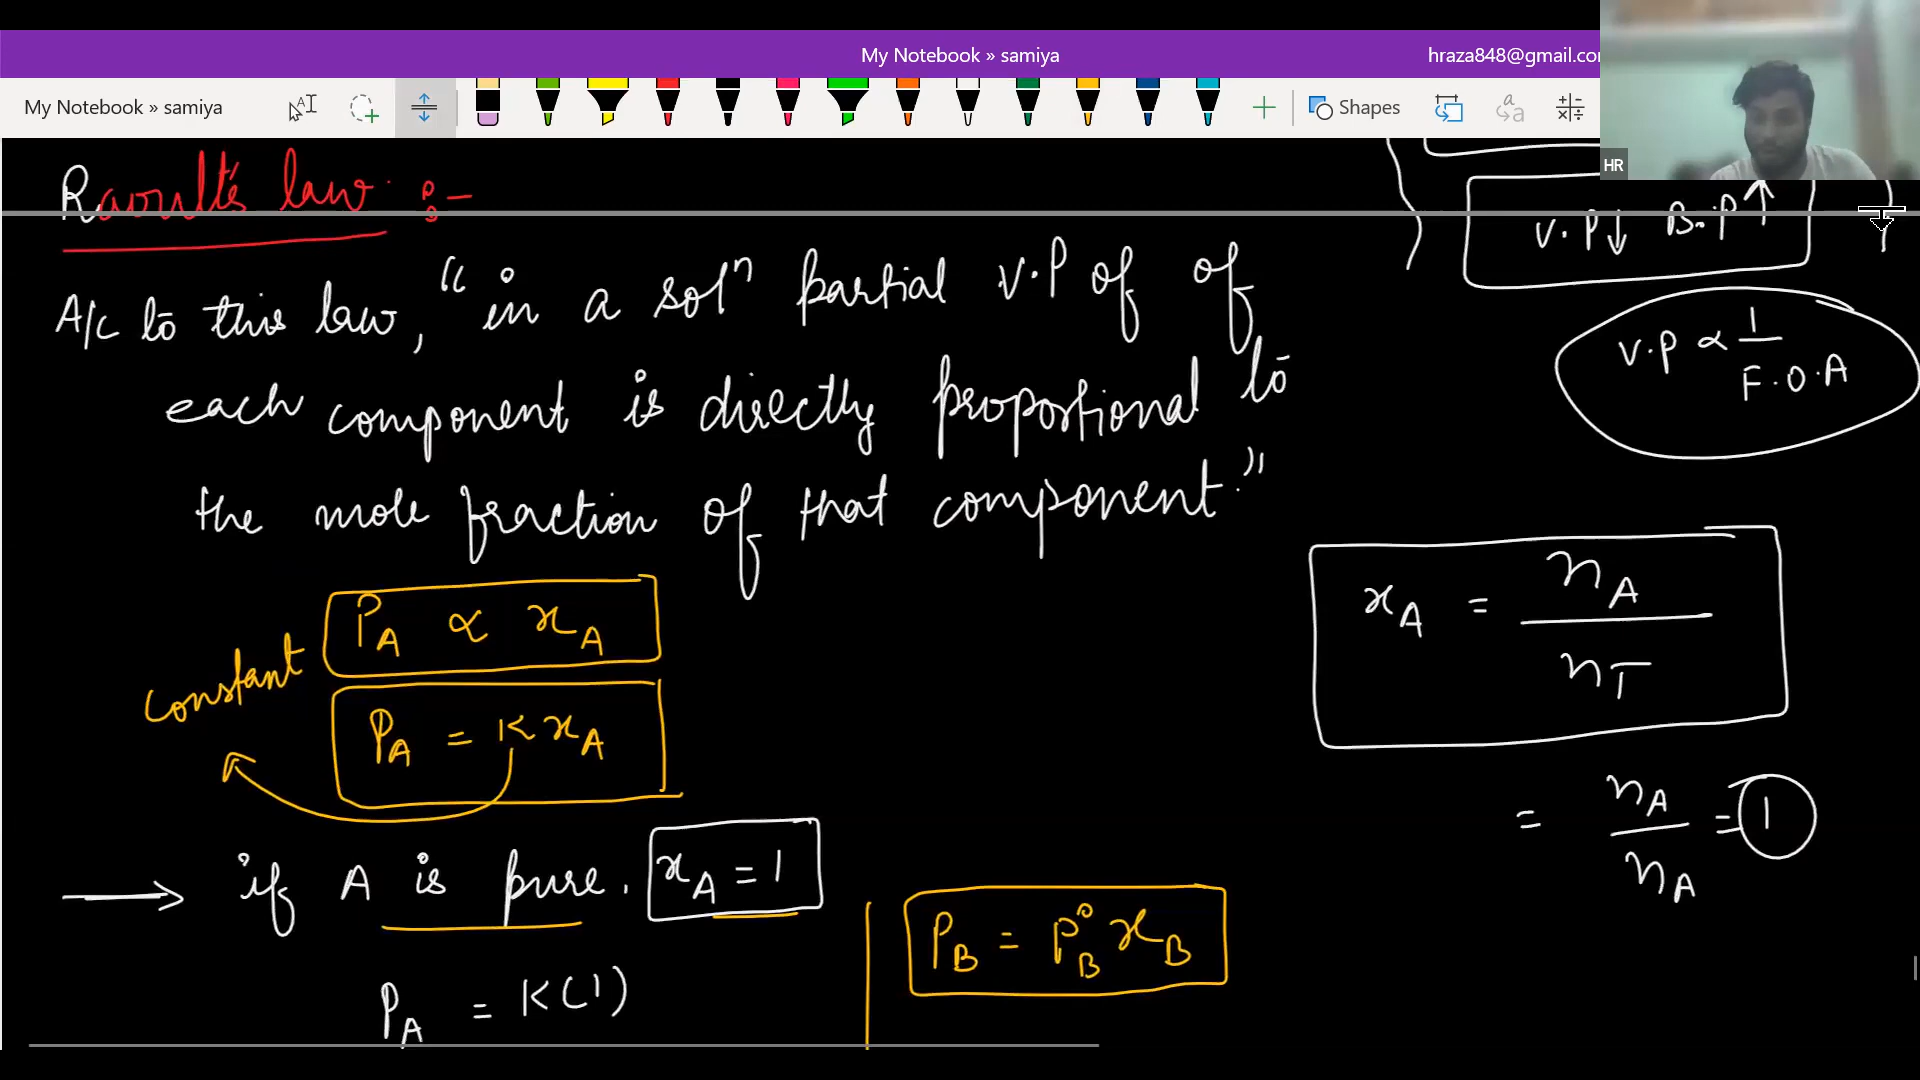 My Notebook » samiya
hraza848@gmail.co
My Notebook » samiya
Shapes
HR
Raoult's law :-
A/c to this law, "in a solⁿ partial V.P of of
each component is directly proportional to
the mole fraction of that component."
P_A ∝ x_A
constant
P_A = K x_A
→ if A is pure. x_A = 1
P_A = K(1)
P_B = P°_B x_B
V.P↓ B.P↑
V.P ∝ 1/F.O.A
x_A = n_A/n_T
= n_A/n_A = 1